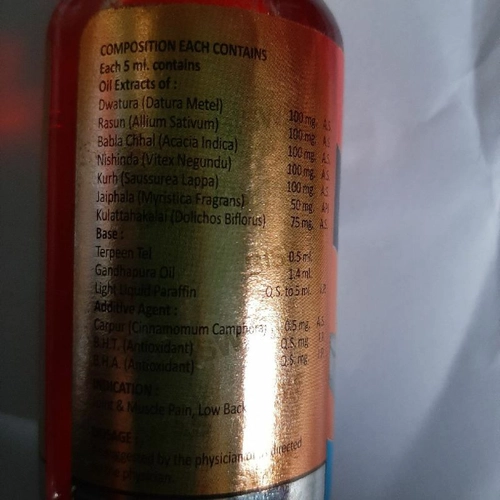 COMPOSITION EACH CONTAINS
Each 5 ml. contains
Oil Extracts of :
Dwatura (Datura Metel) 100 mg. A.S.
Rasun (Allium Sativum) 100 mg. A.S.
Babla Chhal (Acacia Indica) 100 mg. A.S.
Nishinda (Vitex Negundu) 100 mg. A.S.
Kurh (Saussurea Lappa) 100 mg. A.S.
Jaiphala (Myristica Fragrans) 50 mg.
Kulattahakalai (Dolichos Biflorus) 75 mg. A.S.
Base :
Terpeen Tel 0.5 ml.
Gandhapura Oil 1.4 ml.
Light Liquid Paraffin Q.S. to 5 ml.
Additive Agent :
Carpur (Cinnamomum Camphora) 0.5 mg. A.S.
B.H.T. (Antioxidant) Q.S. mg
B.H.A. (Antioxidant) Q.S. mg
INDICATION :
& Muscle Pain, Low Back
by the physician or directed
physician.